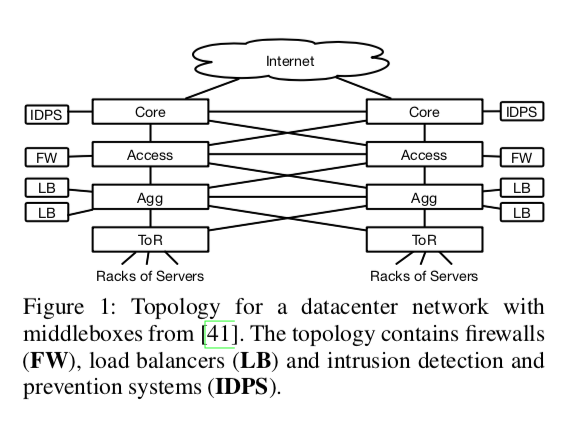 Internet
IDPS Core Core IDPS
FW Access Access FW
LB LB
Agg Agg
LB LB
ToR ToR
Racks of Servers Racks of Servers
Figure 1: Topology for a datacenter network with
middleboxes from [41]. The topology contains firewalls
(FW), load balancers (LB) and intrusion detection and
prevention systems (IDPS).